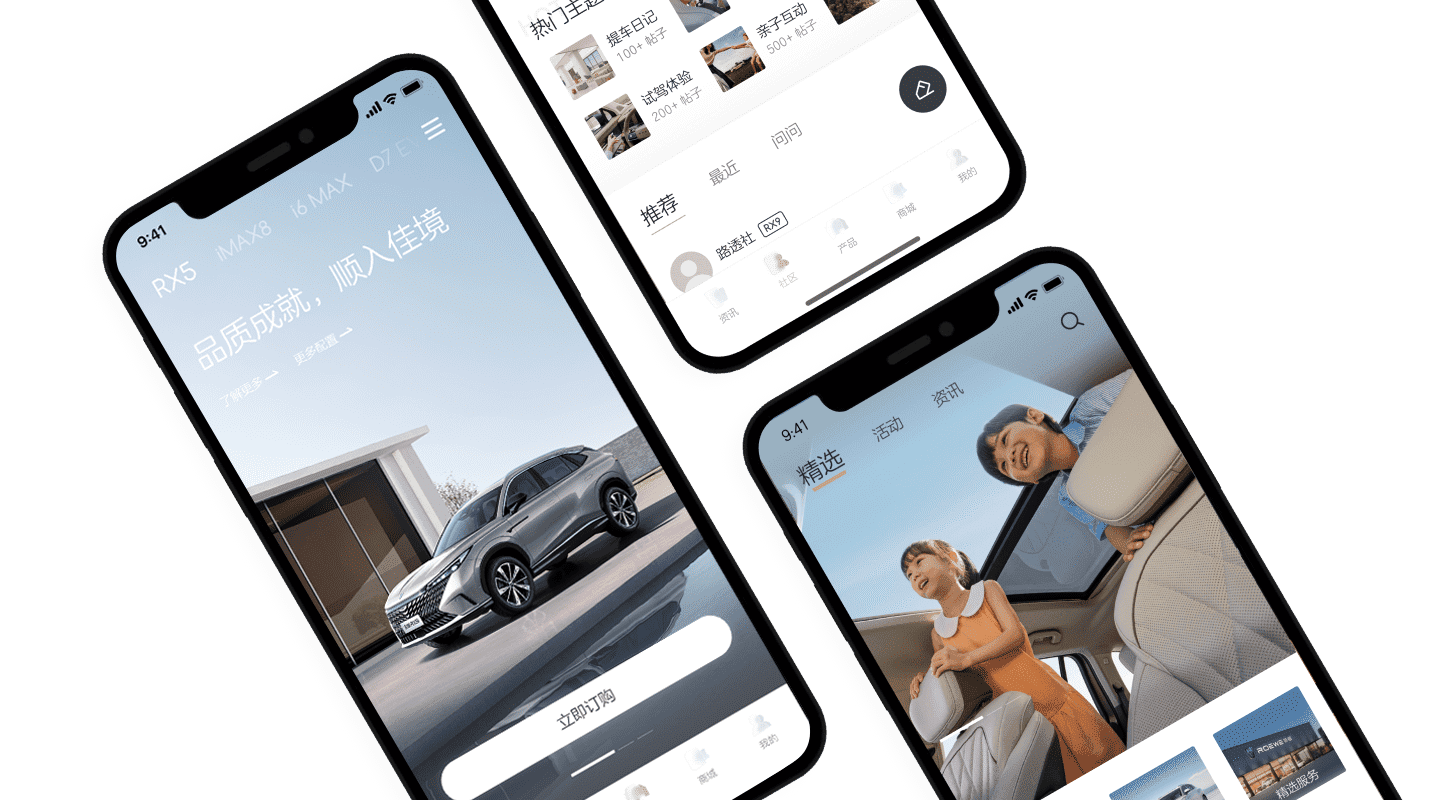 9:41
RX5 iMAX8 i6 MAX D7 EV
品质成就，顺入佳境
了解更多 更多配置
立即订购
商城 我的
热门主题
提车日记
100+ 帖子
亲子互动
500+ 帖子
试驾体验
200+ 帖子
推荐 最近 问问
路透社 RX9
资讯 社区 产品 商城 我的
9:41
精选 活动 资讯
ROEWE
精选服务